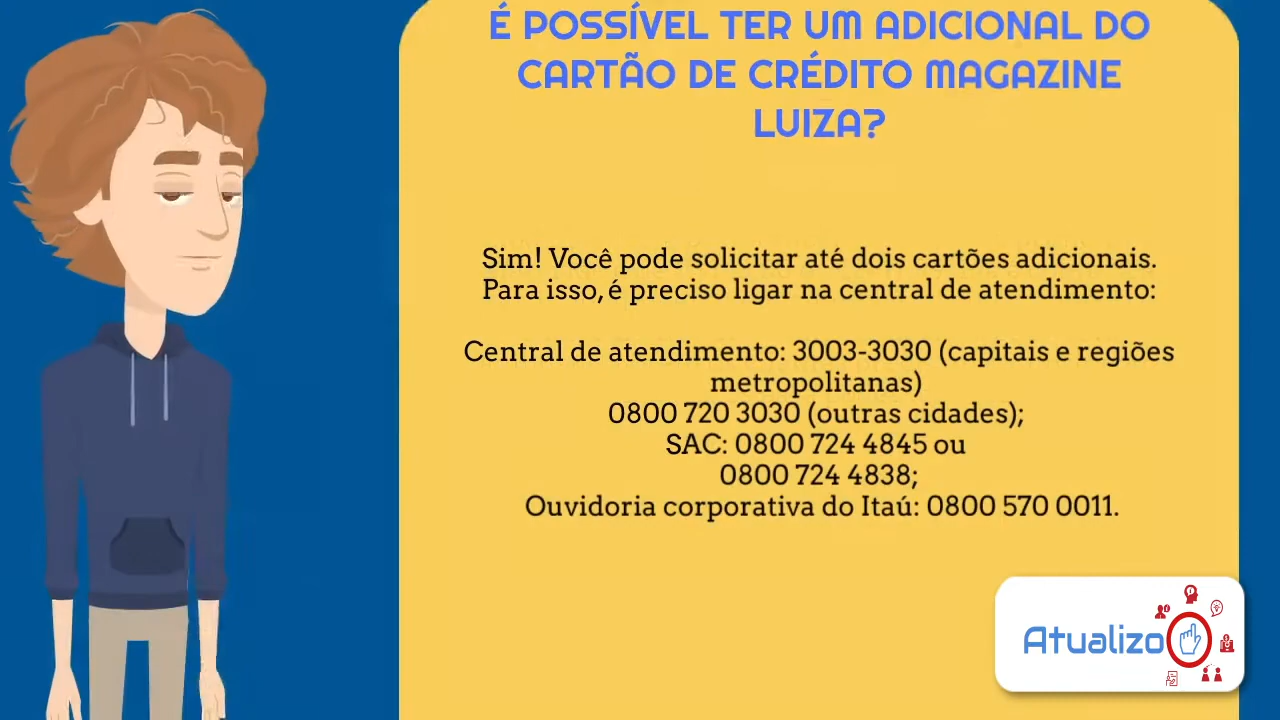 É POSSÍVEL TER UM ADICIONAL DO
CARTÃO DE CRÉDITO MAGAZINE
LUIZA?
Sim! Você pode solicitar até dois cartões adicionais.
Para isso, é preciso ligar na central de atendimento:
Central de atendimento: 3003-3030 (capitais e regiões
metropolitanas)
0800 720 3030 (outras cidades);
SAC: 0800 724 4845 ou
0800 724 4838;
Ouvidoria corporativa do Itaú: 0800 570 0011.
Atualizo